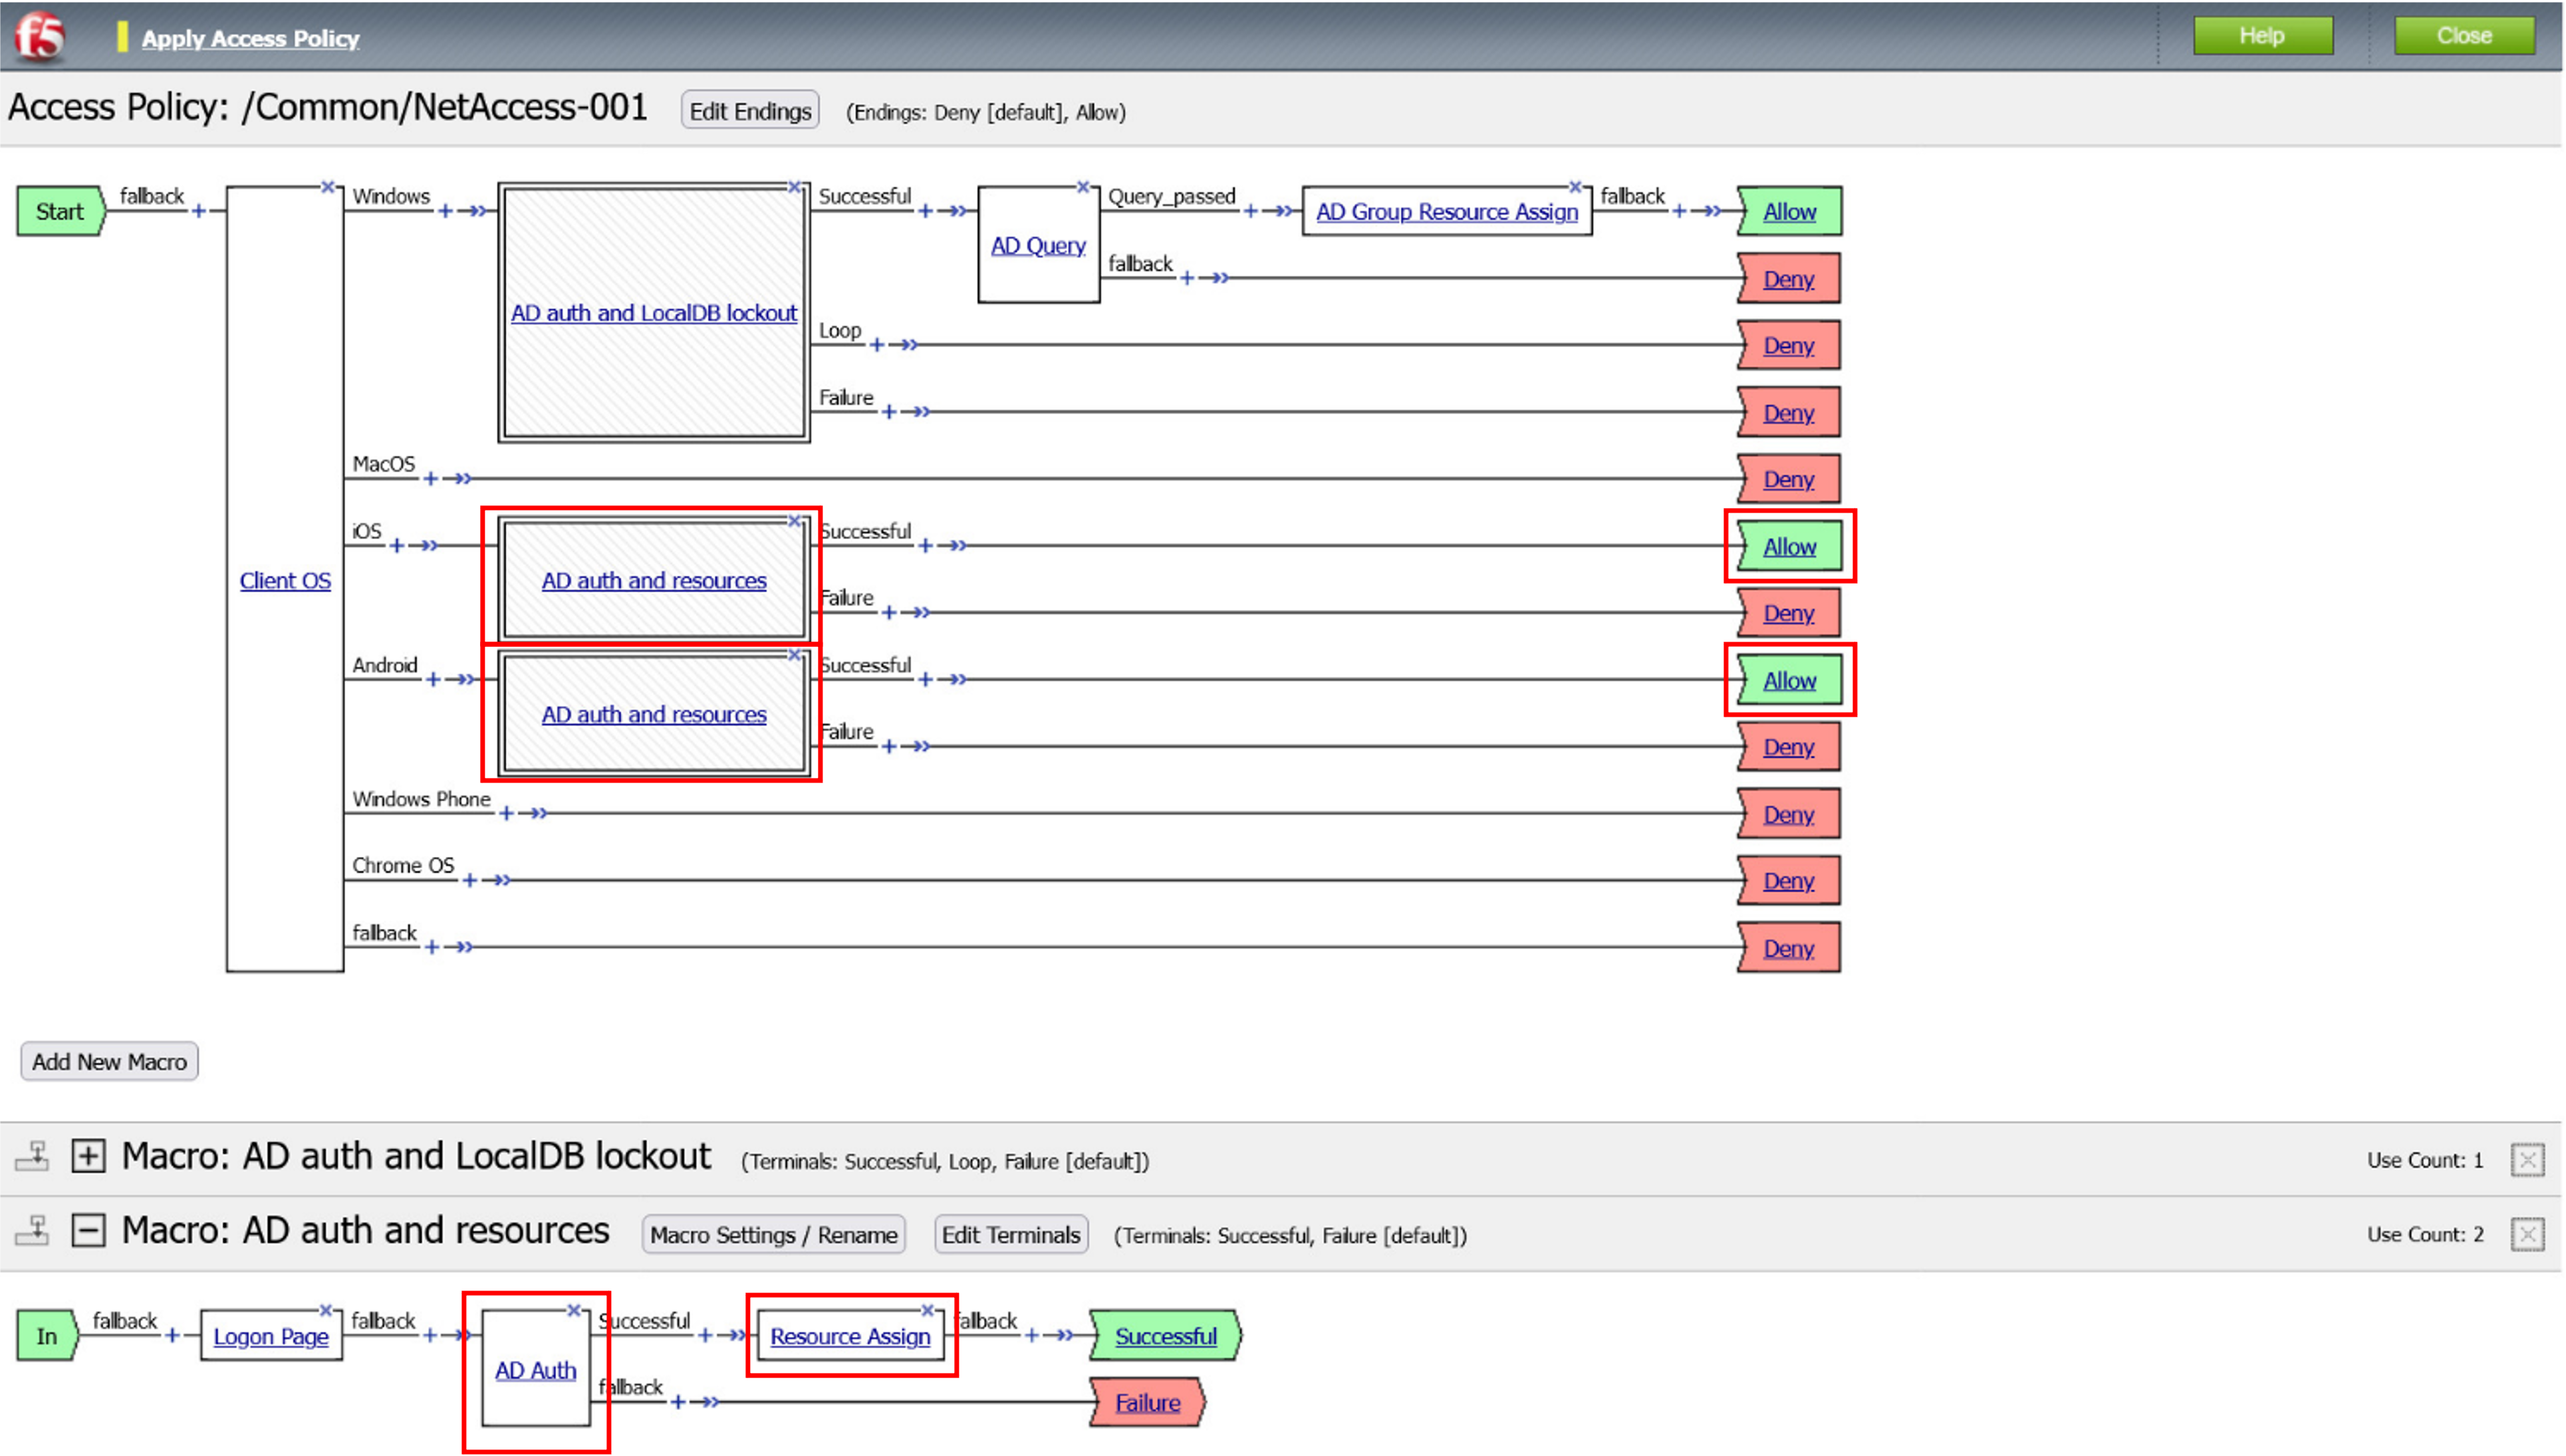 f5 Apply Access Policy Help Close
Access Policy: /Common/NetAccess-001 Edit Endings (Endings: Deny [default], Allow)
Start fallback Windows Successful Query_passed AD Group Resource Assign fallback Allow
AD Query
fallback Deny
AD auth and LocalDB lockout
Loop Deny
Failure Deny
MacOS Deny
iOS Successful Allow
Client OS AD auth and resources
Failure Deny
Android Successful Allow
AD auth and resources
Failure Deny
Windows Phone Deny
Chrome OS Deny
fallback Deny
Add New Macro
Macro: AD auth and LocalDB lockout (Terminals: Successful, Loop, Failure [default]) Use Count: 1
Macro: AD auth and resources Macro Settings / Rename Edit Terminals (Terminals: Successful, Failure [default]) Use Count: 2
In fallback Logon Page fallback Successful Resource Assign fallback Successful
AD Auth
fallback Failure